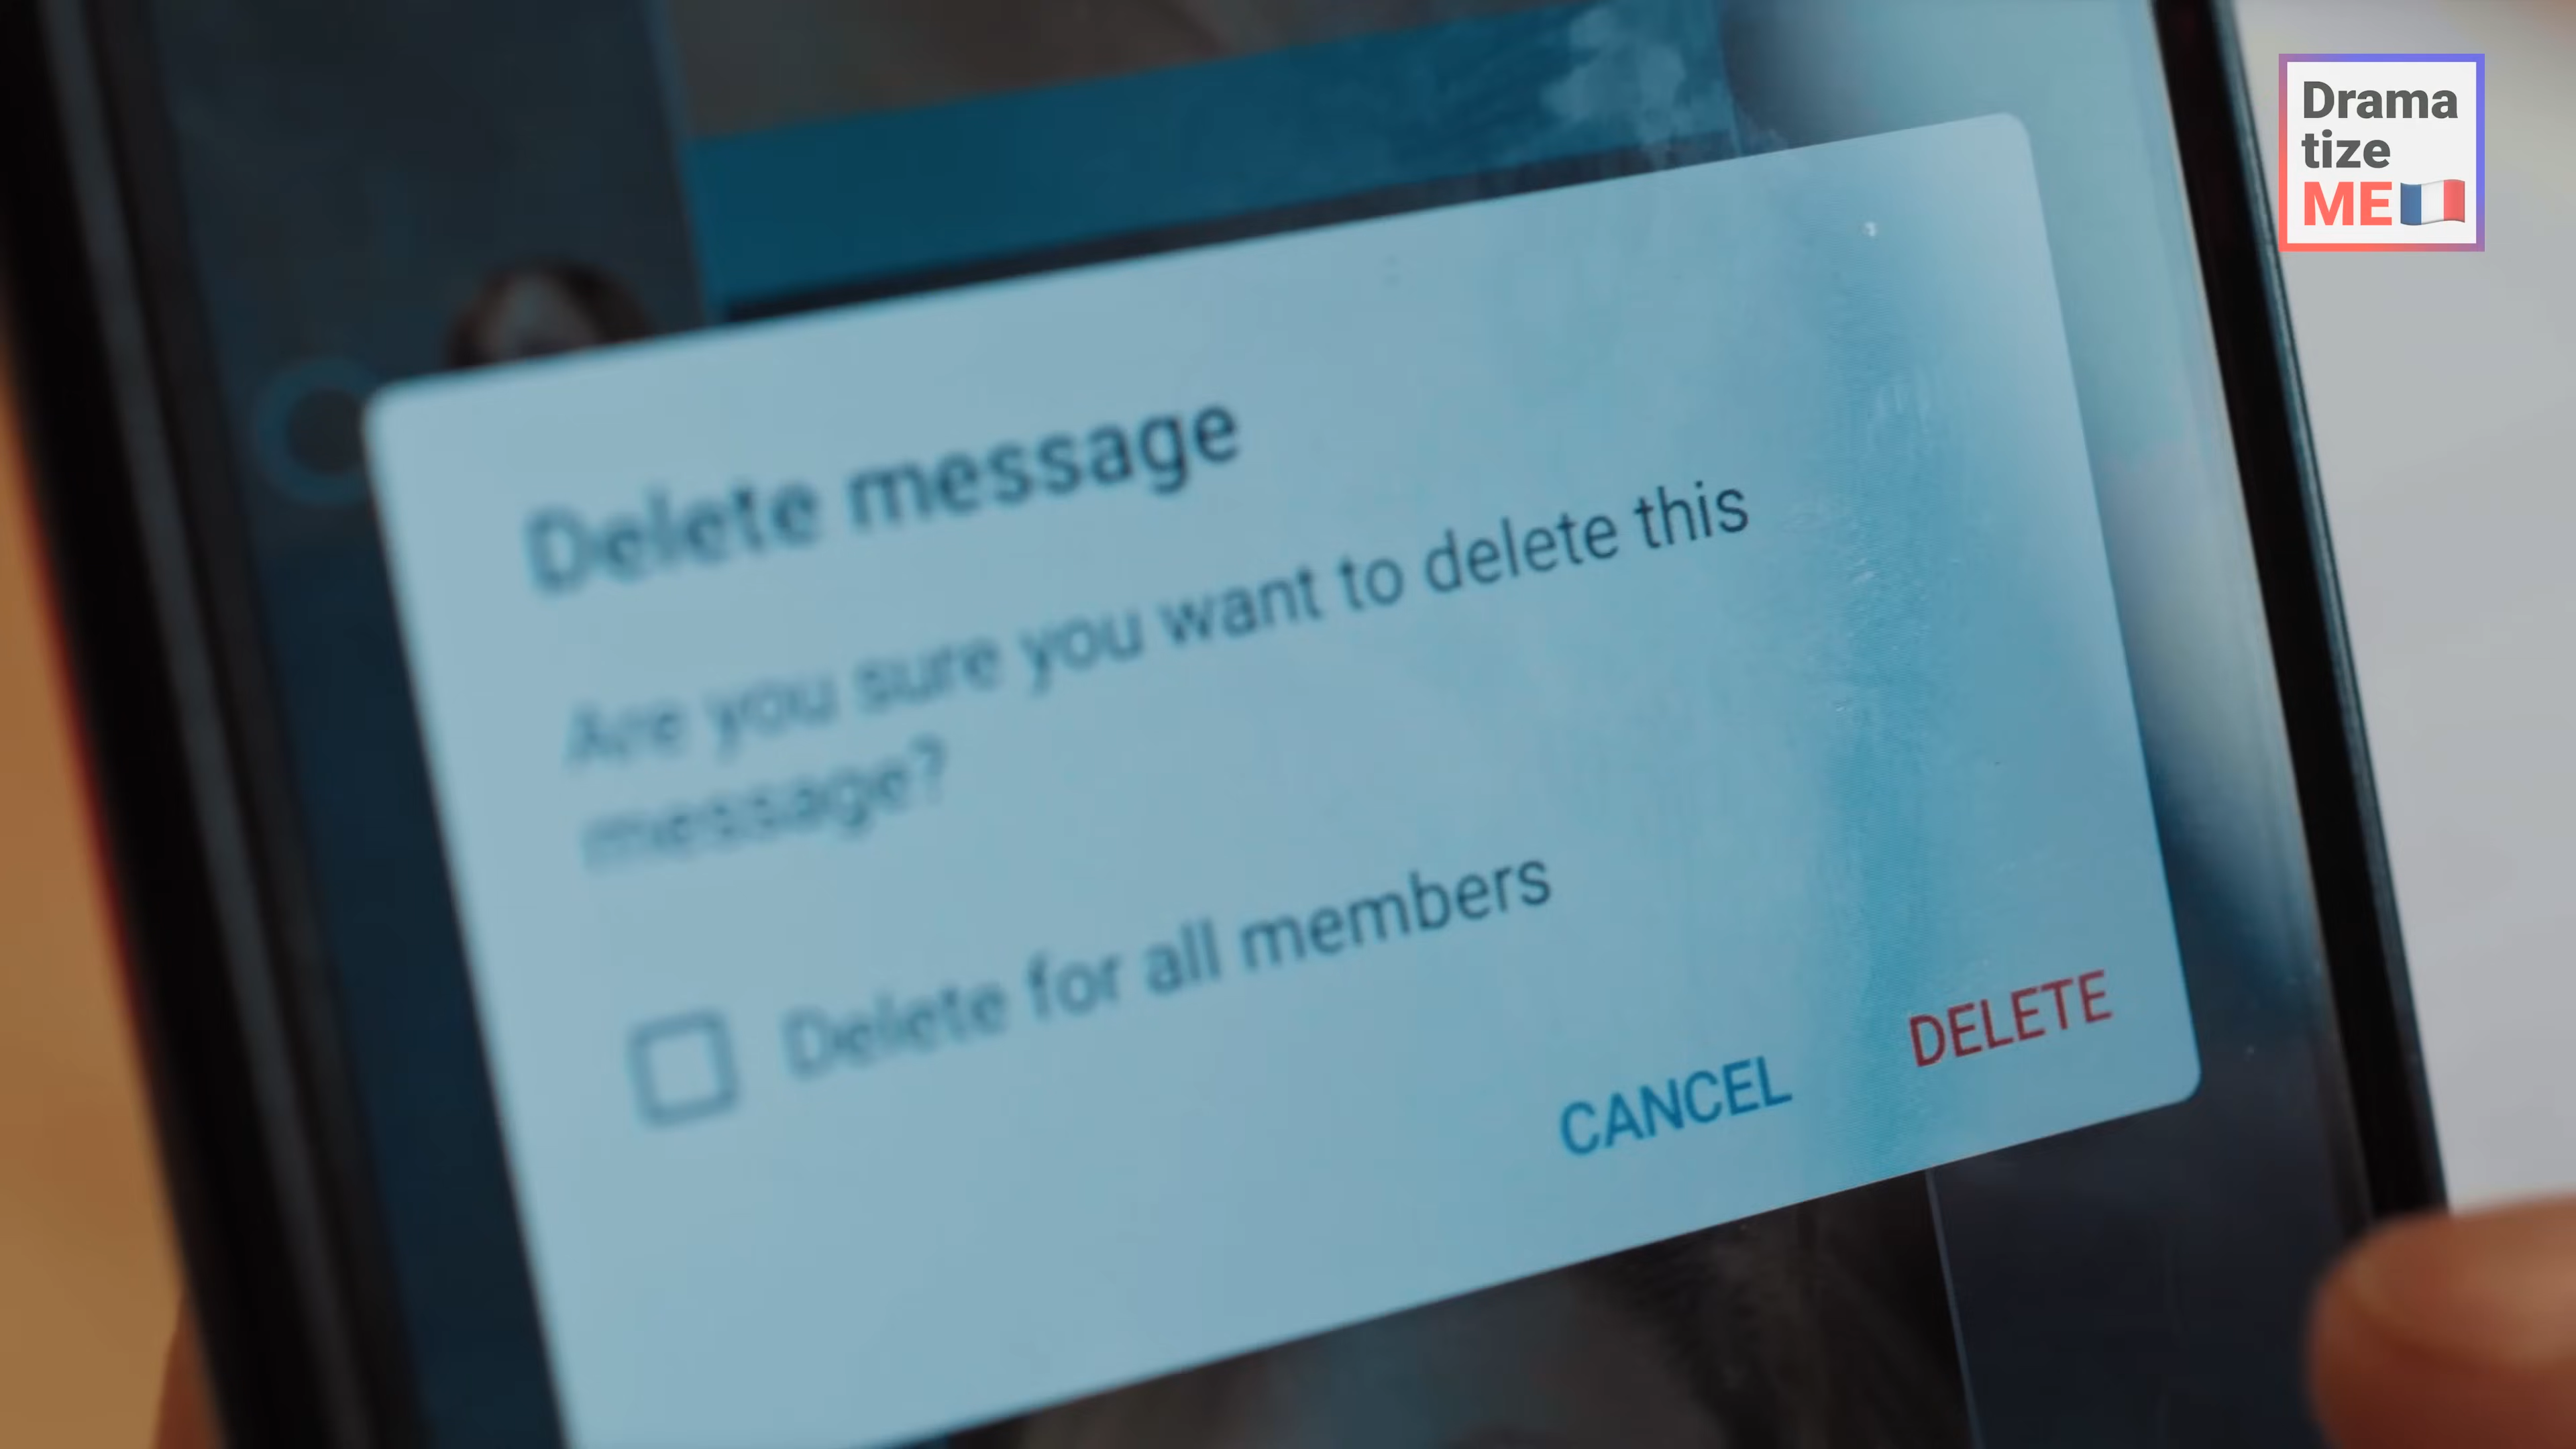 Drama
tize
ME
Delete message
Are you sure you want to delete this
message?
Delete for all members
CANCEL
DELETE